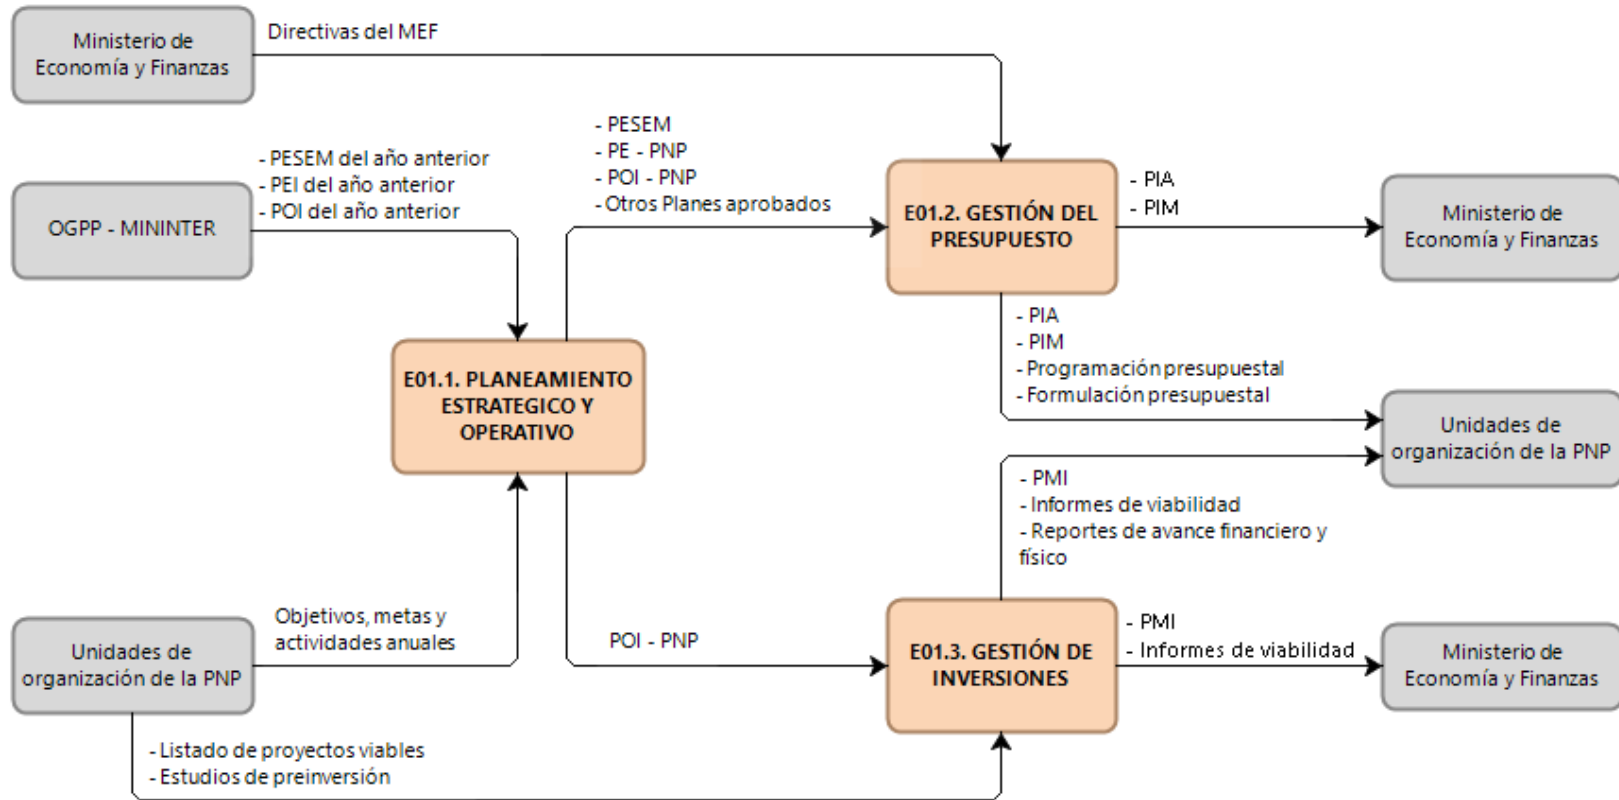 Ministerio de
Economía y Finanzas
Directivas del MEF
OGPP - MININTER
- PESEM del año anterior
- PEI del año anterior
- POI del año anterior
- PESEM
- PE - PNP
- POI - PNP
- Otros Planes aprobados
E01.2. GESTIÓN DEL
PRESUPUESTO
- PIA
- PIM
Ministerio de
Economía y Finanzas
E01.1. PLANEAMIENTO
ESTRATEGICO Y
OPERATIVO
- PIA
- PIM
- Programación presupuestal
- Formulación presupuestal
Unidades de
organización de la PNP
- PMI
- Informes de viabilidad
- Reportes de avance financiero y
físico
Unidades de
organización de la PNP
Objetivos, metas y
actividades anuales
POI - PNP
E01.3. GESTIÓN DE
INVERSIONES
- PMI
- Informes de viabilidad
Ministerio de
Economía y Finanzas
- Listado de proyectos viables
- Estudios de preinversión